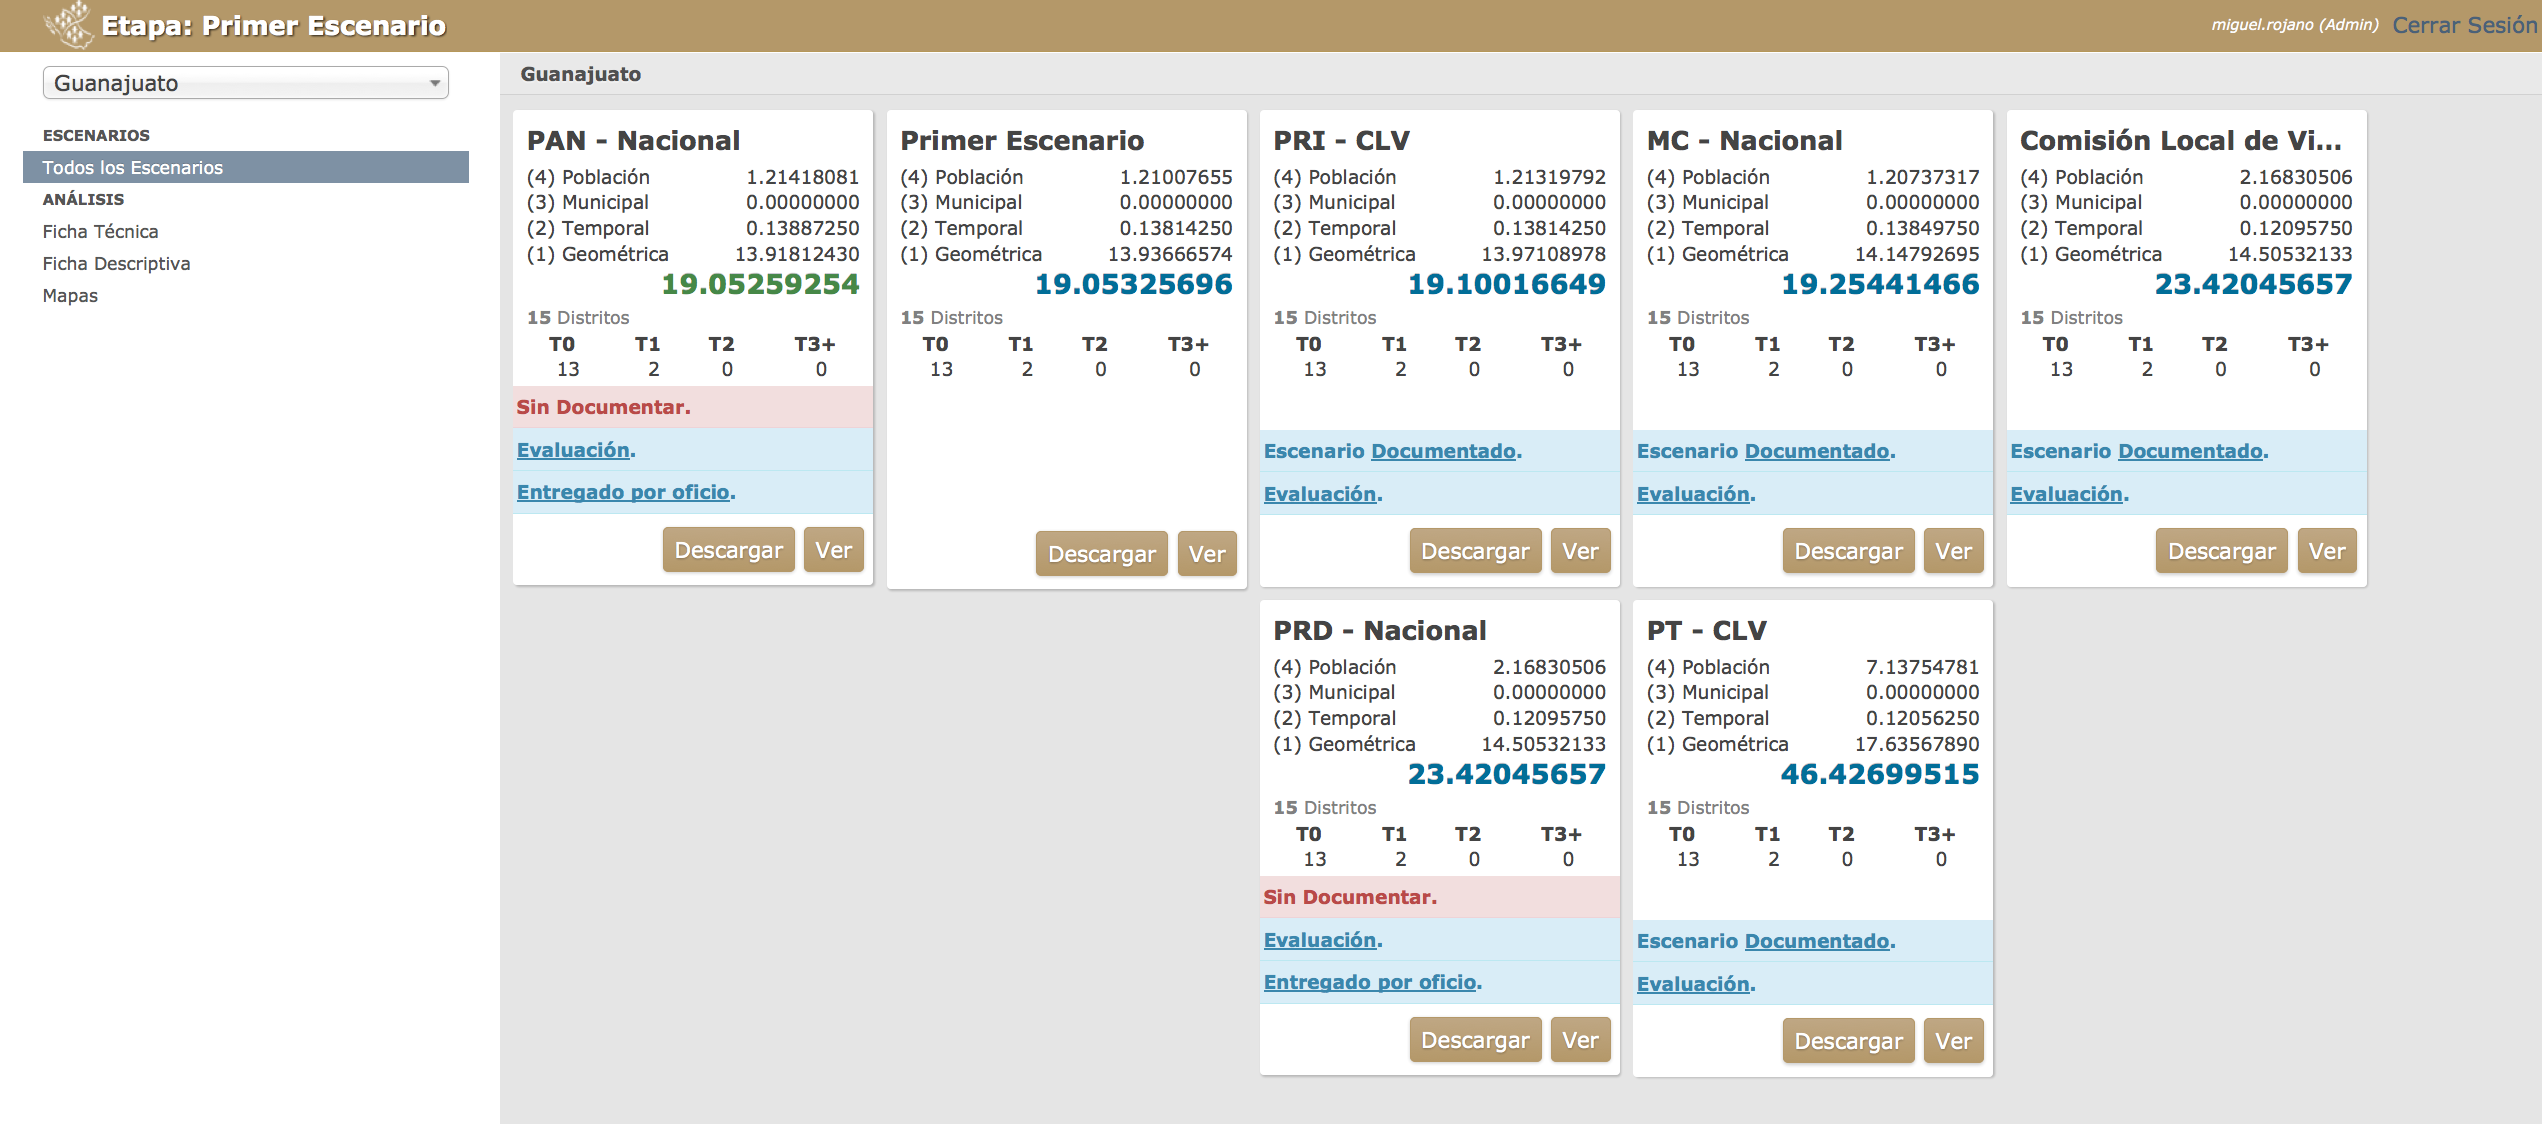 Etapa: Primer Escenario
miguel.rojano (Admin) Cerrar Sesión
Guanajuato
ESCENARIOS
Todos los Escenarios
ANÁLISIS
Ficha Técnica
Ficha Descriptiva
Mapas
Guanajuato
PAN - Nacional
(4) Población 1.21418081
(3) Municipal 0.00000000
(2) Temporal 0.13887250
(1) Geométrica 13.91812430
19.05259254
15 Distritos
T0 T1 T2 T3+
13 2 0 0
Sin Documentar.
Evaluación.
Entregado por oficio.
Descargar Ver
Primer Escenario
(4) Población 1.21007655
(3) Municipal 0.00000000
(2) Temporal 0.13814250
(1) Geométrica 13.93666574
19.05325696
15 Distritos
T0 T1 T2 T3+
13 2 0 0
Descargar Ver
PRI - CLV
(4) Población 1.21319792
(3) Municipal 0.00000000
(2) Temporal 0.13814250
(1) Geométrica 13.97108978
19.10016649
15 Distritos
T0 T1 T2 T3+
13 2 0 0
Escenario Documentado.
Evaluación.
Descargar Ver
MC - Nacional
(4) Población 1.20737317
(3) Municipal 0.00000000
(2) Temporal 0.13849750
(1) Geométrica 14.14792695
19.25441466
15 Distritos
T0 T1 T2 T3+
13 2 0 0
Escenario Documentado.
Evaluación.
Descargar Ver
Comisión Local de Vi...
(4) Población 2.16830506
(3) Municipal 0.00000000
(2) Temporal 0.12095750
(1) Geométrica 14.50532133
23.42045657
15 Distritos
T0 T1 T2 T3+
13 2 0 0
Escenario Documentado.
Evaluación.
Descargar Ver
PRD - Nacional
(4) Población 2.16830506
(3) Municipal 0.00000000
(2) Temporal 0.12095750
(1) Geométrica 14.50532133
23.42045657
15 Distritos
T0 T1 T2 T3+
13 2 0 0
Sin Documentar.
Evaluación.
Entregado por oficio.
Descargar Ver
PT - CLV
(4) Población 7.13754781
(3) Municipal 0.00000000
(2) Temporal 0.12056250
(1) Geométrica 17.63567890
46.42699515
15 Distritos
T0 T1 T2 T3+
13 2 0 0
Escenario Documentado.
Evaluación.
Descargar Ver